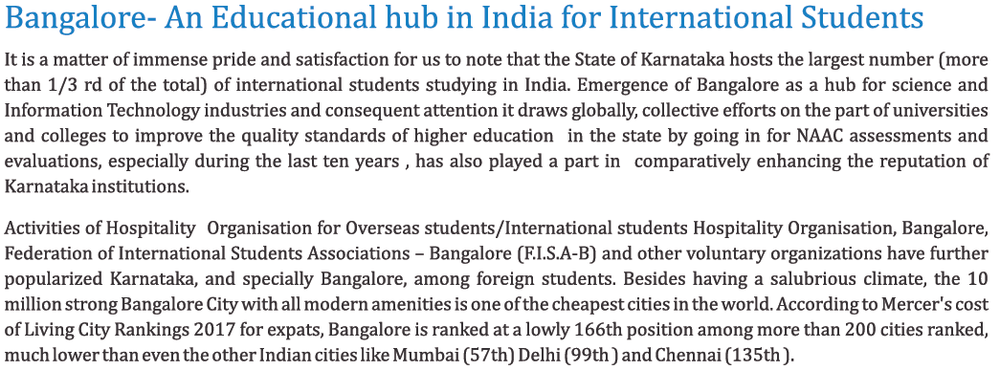 Bangalore- An Educational hub in India for International Students
It is a matter of immense pride and satisfaction for us to note that the State of Karnataka hosts the largest number (more
than 1/3 rd of the total) of international students studying in India. Emergence of Bangalore as a hub for science and
Information Technology industries and consequent attention it draws globally, collective efforts on the part of universities
and colleges to improve the quality standards of higher education  in the state by going in for NAAC assessments and
evaluations, especially during the last ten years , has also played a part in  comparatively enhancing the reputation of
Karnataka institutions.
Activities of Hospitality  Organisation for Overseas students/International students Hospitality Organisation, Bangalore,
Federation of International Students Associations – Bangalore (F.I.S.A-B) and other voluntary organizations have further
popularized Karnataka, and specially Bangalore, among foreign students. Besides having a salubrious climate, the 10
million strong Bangalore City with all modern amenities is one of the cheapest cities in the world. According to Mercer's cost
of Living City Rankings 2017 for expats, Bangalore is ranked at a lowly 166th position among more than 200 cities ranked,
much lower than even the other Indian cities like Mumbai (57th) Delhi (99th ) and Chennai (135th ).